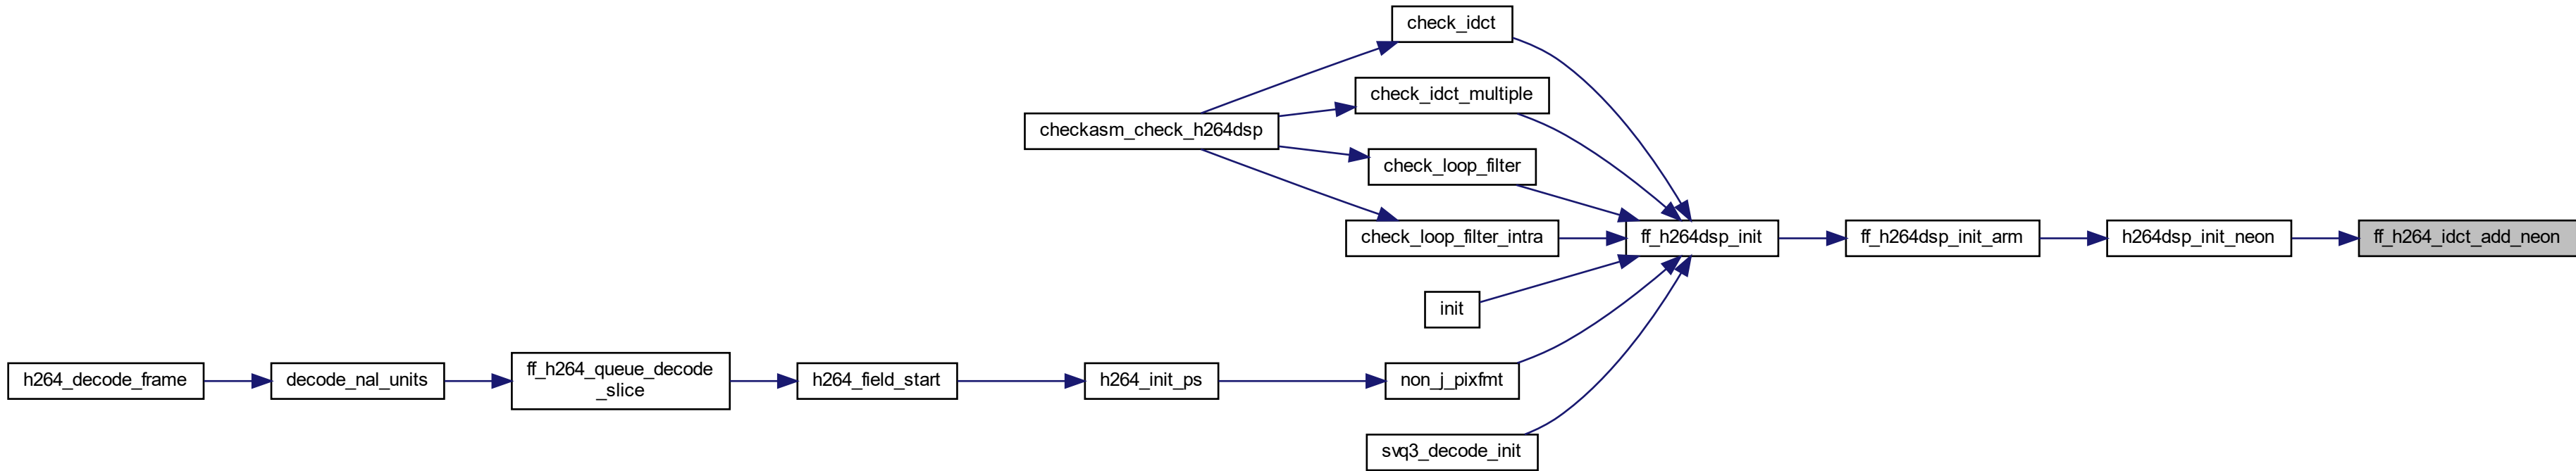 check_idct
check_idct_multiple
checkasm_check_h264dsp
check_loop_filter
check_loop_filter_intra
ff_h264dsp_init
ff_h264dsp_init_arm
h264dsp_init_neon
ff_h264_idct_add_neon
init
h264_decode_frame
decode_nal_units
ff_h264_queue_decode
_slice
h264_field_start
h264_init_ps
non_j_pixfmt
svq3_decode_init